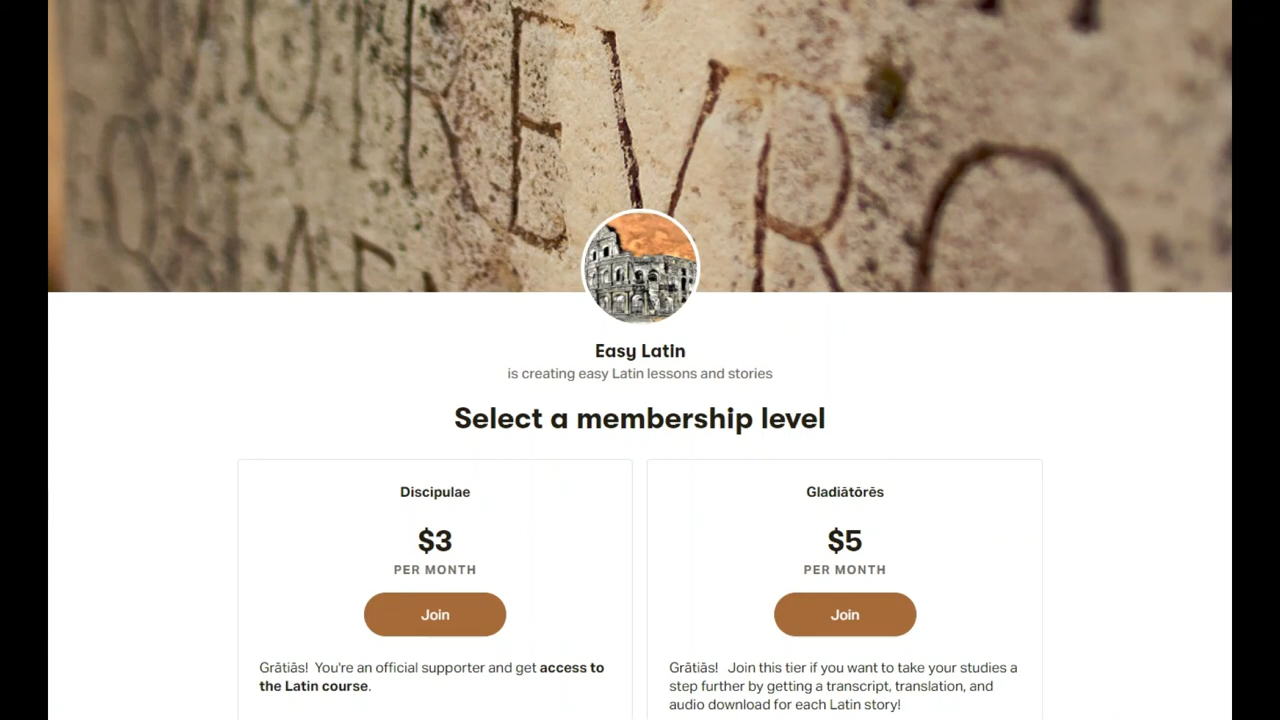 EVRO
Easy Latin
is creating easy Latin lessons and stories
Select a membership level
Discipulae
$3
PER MONTH
Join
Grātiās! You're an official supporter and get access to
the Latin course.
Gladiātōrēs
$5
PER MONTH
Join
Grātiās! Join this tier if you want to take your studies a
step further by getting a transcript, translation, and
audio download for each Latin story!